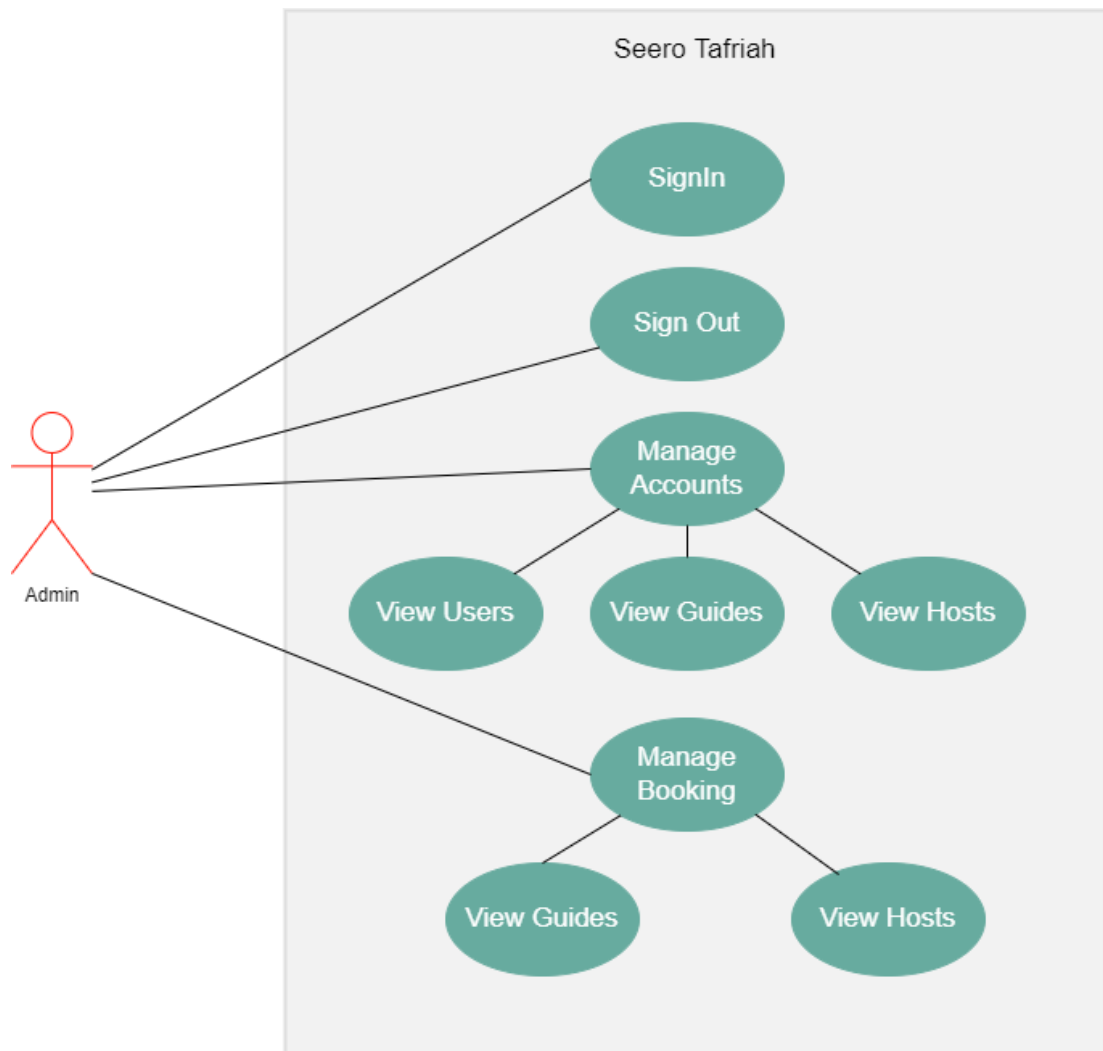 Seero Tafriah
SignIn
Sign Out
Manage
Accounts
View Users
View Guides
View Hosts
Admin
Manage
Booking
View Guides
View Hosts